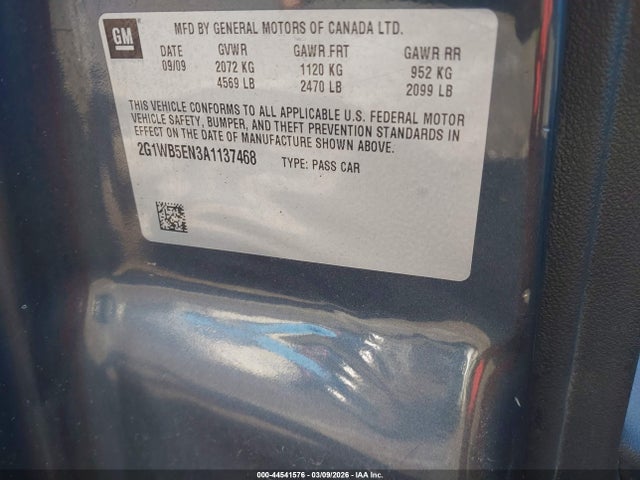 GM
MFD BY GENERAL MOTORS OF CANADA LTD.
DATE GVWR GAWR FRT GAWR RR
09/09 2072 KG 1120 KG 952 KG
4569 LB 2470 LB 2099 LB
THIS VEHICLE CONFORMS TO ALL APPLICABLE U.S. FEDERAL MOTOR
VEHICLE SAFETY, BUMPER, AND THEFT PREVENTION STANDARDS IN
EFFECT ON THE DATE OF MANUFACTURE SHOWN ABOVE.
2G1WB5EN3A1137468 TYPE: PASS CAR
000-44541576 - 03/09/2026 - IAA Inc.